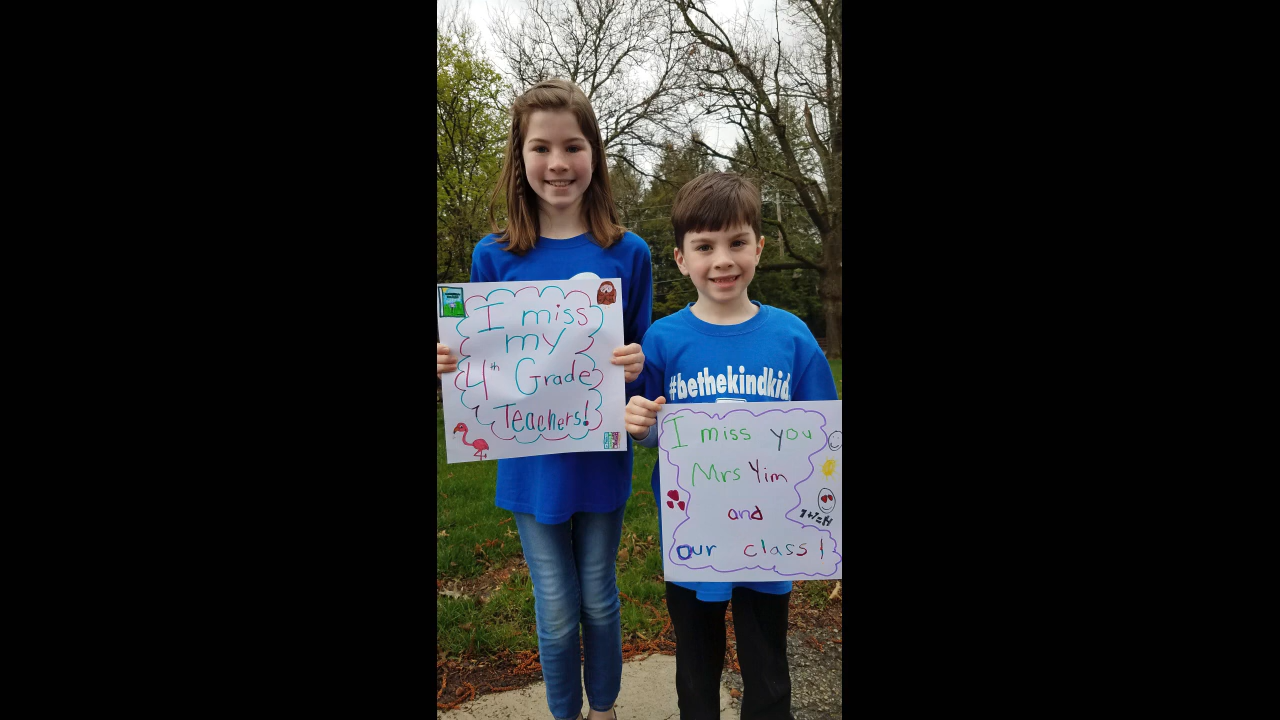 I miss
my
4th Grade
Teachers!
#bethekindkid
I miss you
Mrs Yim
and
our class!